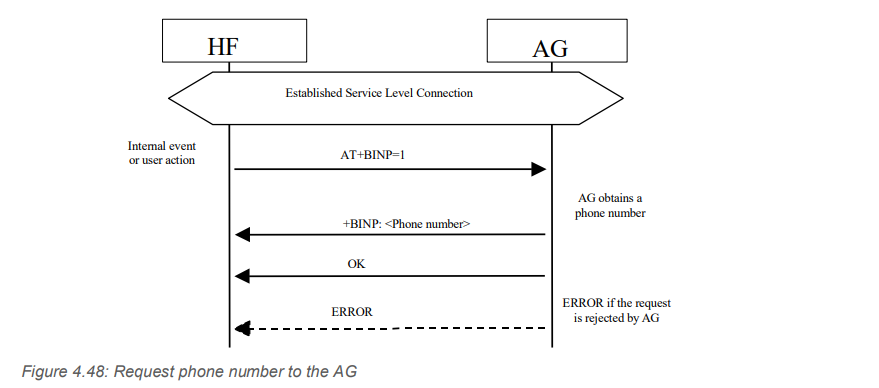 HF
AG
Established Service Level Connection
Internal event
or user action
AT+BINP=1
AG obtains a
phone number
+BINP: <Phone number>
OK
ERROR
ERROR if the request
is rejected by AG
Figure 4.48: Request phone number to the AG